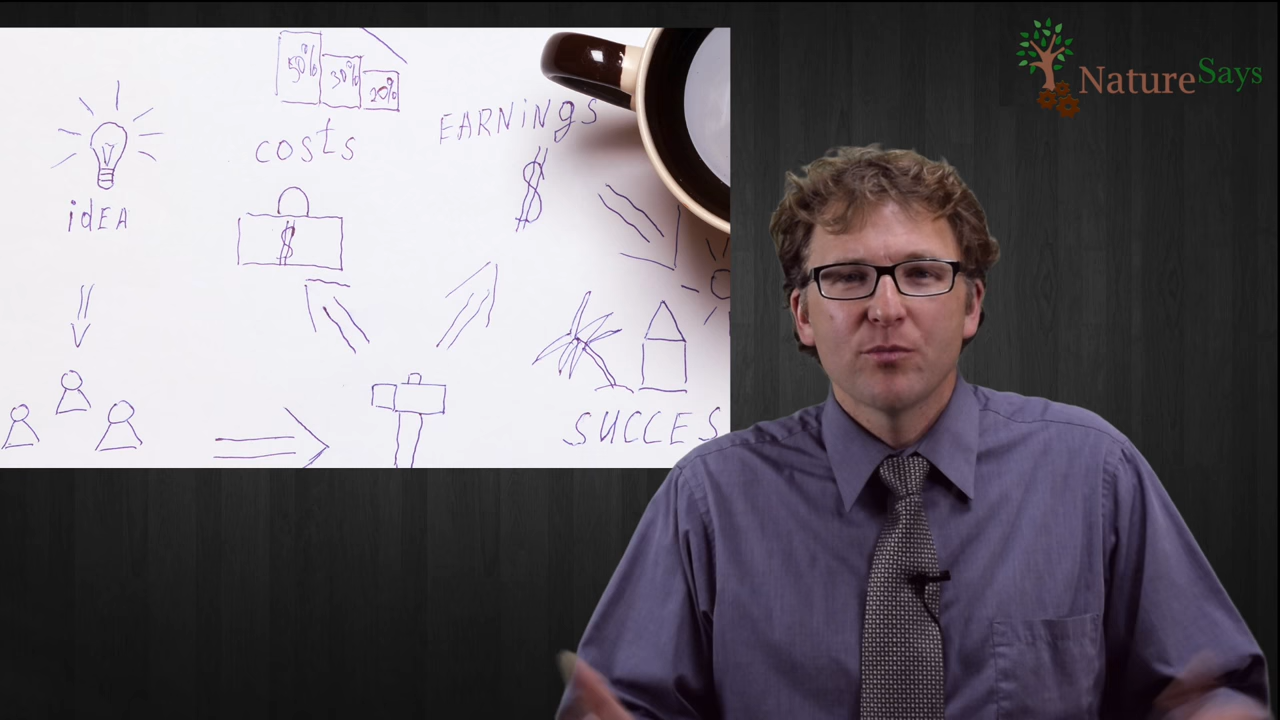 50% 30% 20%
COSTS
EARNINGS
$
idEA
$
SUCCES
NatureSays